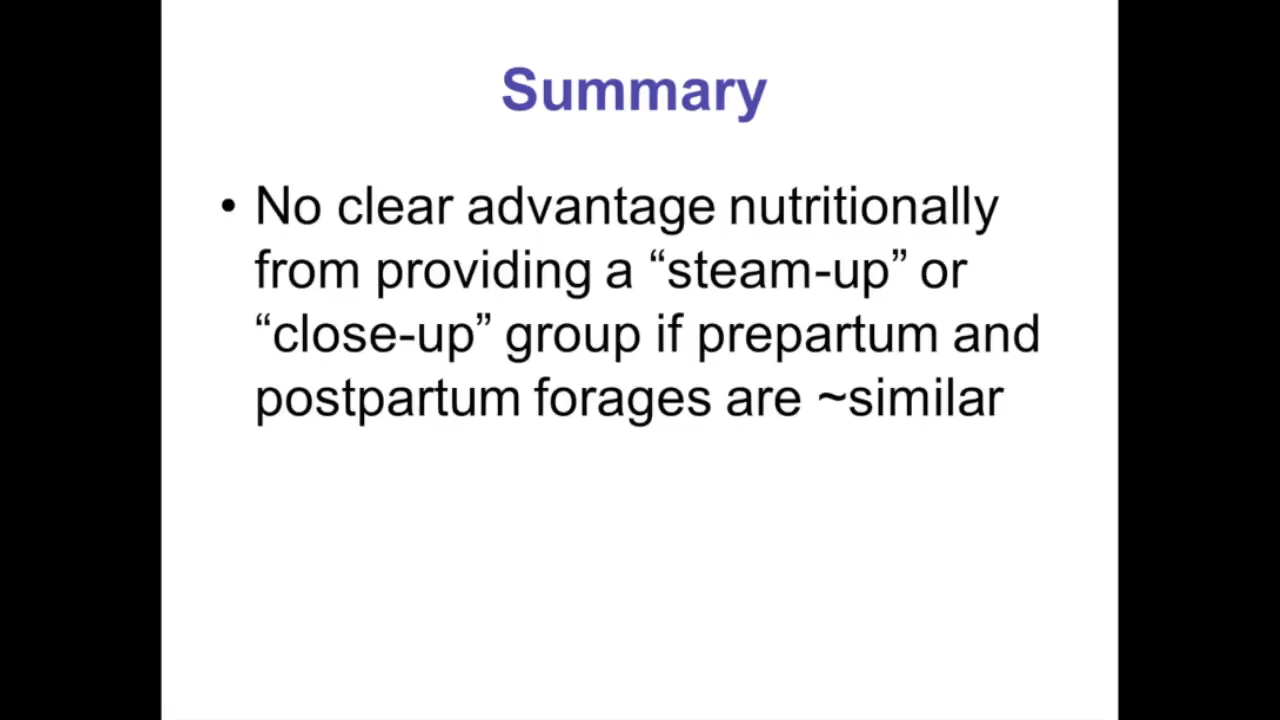 Summary
• No clear advantage nutritionally
from providing a “steam-up” or
“close-up” group if prepartum and
postpartum forages are ~similar